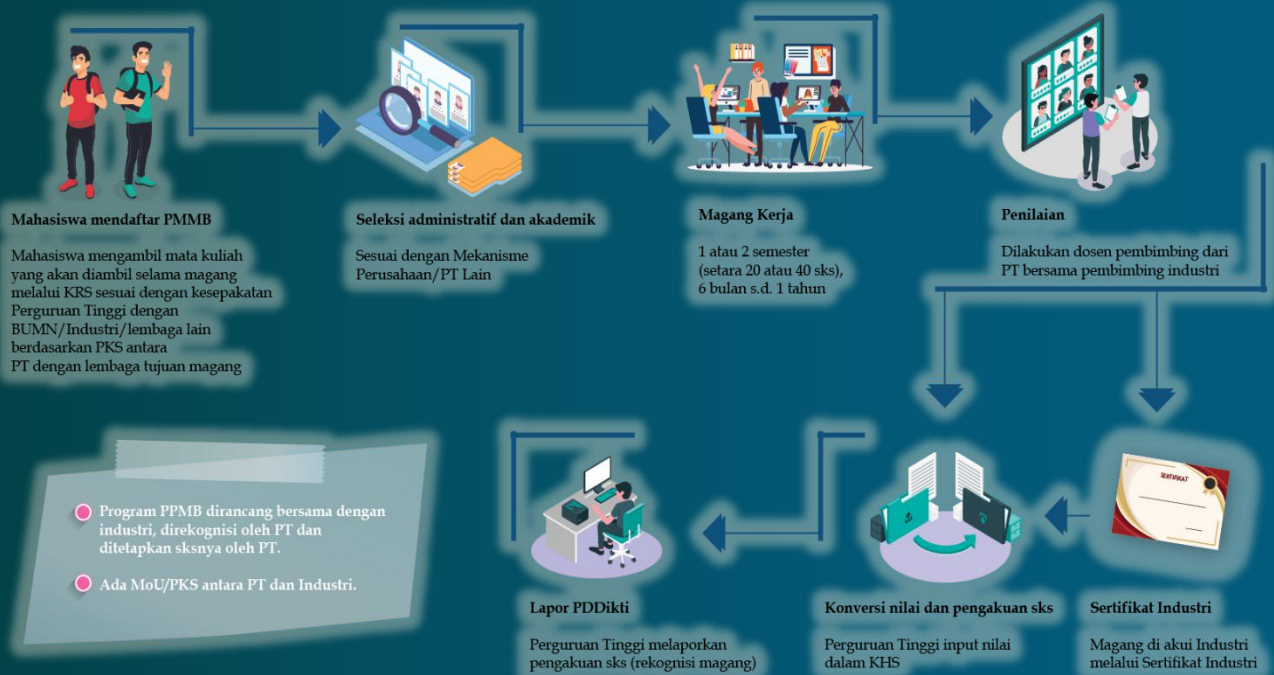 Mahasiswa mendaftar PMMB
Mahasiswa mengambil mata kuliah
yang akan diambil selama magang
melalui KRS sesuai dengan kesepakatan
Perguruan Tinggi dengan
BUMN/Industri/lembaga lain
berdasarkan PKS antara
PT dengan lembaga tujuan magang
Seleksi administratif dan akademik
Sesuai dengan Mekanisme
Perusahaan/PT Lain
Magang Kerja
1 atau 2 semester
(setara 20 atau 40 sks),
6 bulan s.d. 1 tahun
Penilaian
Dilakukan dosen pembimbing dari
PT bersama pembimbing industri
Program PPMB dirancang bersama dengan
industri, direkognisi oleh PT dan
ditetapkan sksnya oleh PT.
Ada MoU/PKS antara PT dan Industri.
Lapor PDDikti
Perguruan Tinggi melaporkan
pengakuan sks (rekognisi magang)
Konversi nilai dan pengakuan sks
Perguruan Tinggi input nilai
dalam KHS
SERTIFIKAT
Sertifikat Industri
Magang di akui Industri
melalui Sertifikat Industri